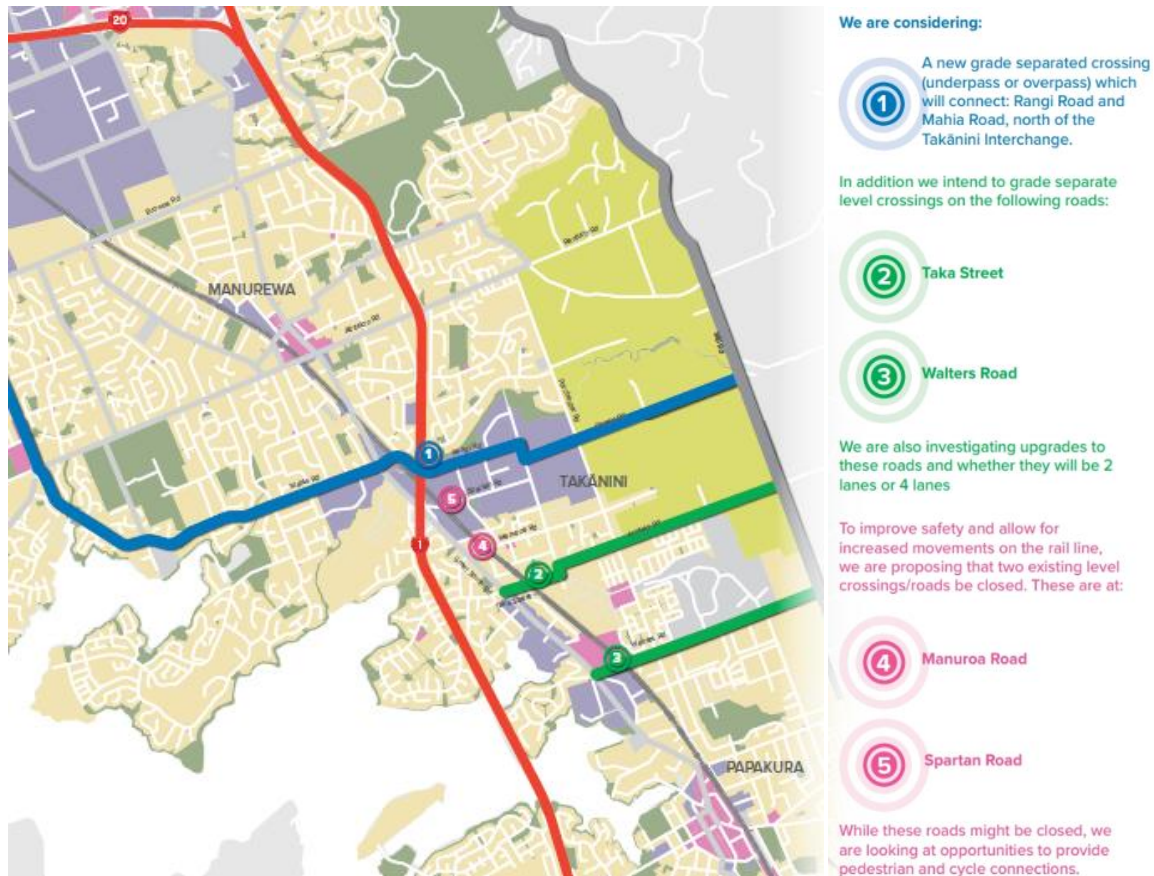 20
MANUREWA
1
5
TAKĀNINI
4
1
2
3
PAPAKURA
We are considering:
1
A new grade separated crossing
(underpass or overpass) which
will connect: Rangi Road and
Mahia Road, north of the
Takānini Interchange.
In addition we intend to grade separate
level crossings on the following roads:
2
Taka Street
3
Walters Road
We are also investigating upgrades to
these roads and whether they will be 2
lanes or 4 lanes
To improve safety and allow for
increased movements on the rail line,
we are proposing that two existing level
crossings/roads be closed. These are at:
4
Manuroa Road
5
Spartan Road
While these roads might be closed, we
are looking at opportunities to provide
pedestrian and cycle connections.